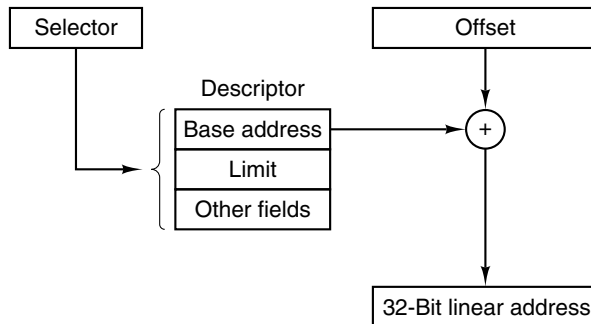 Selector
Offset
Descriptor
Base address
+
Limit
Other fields
32-Bit linear address